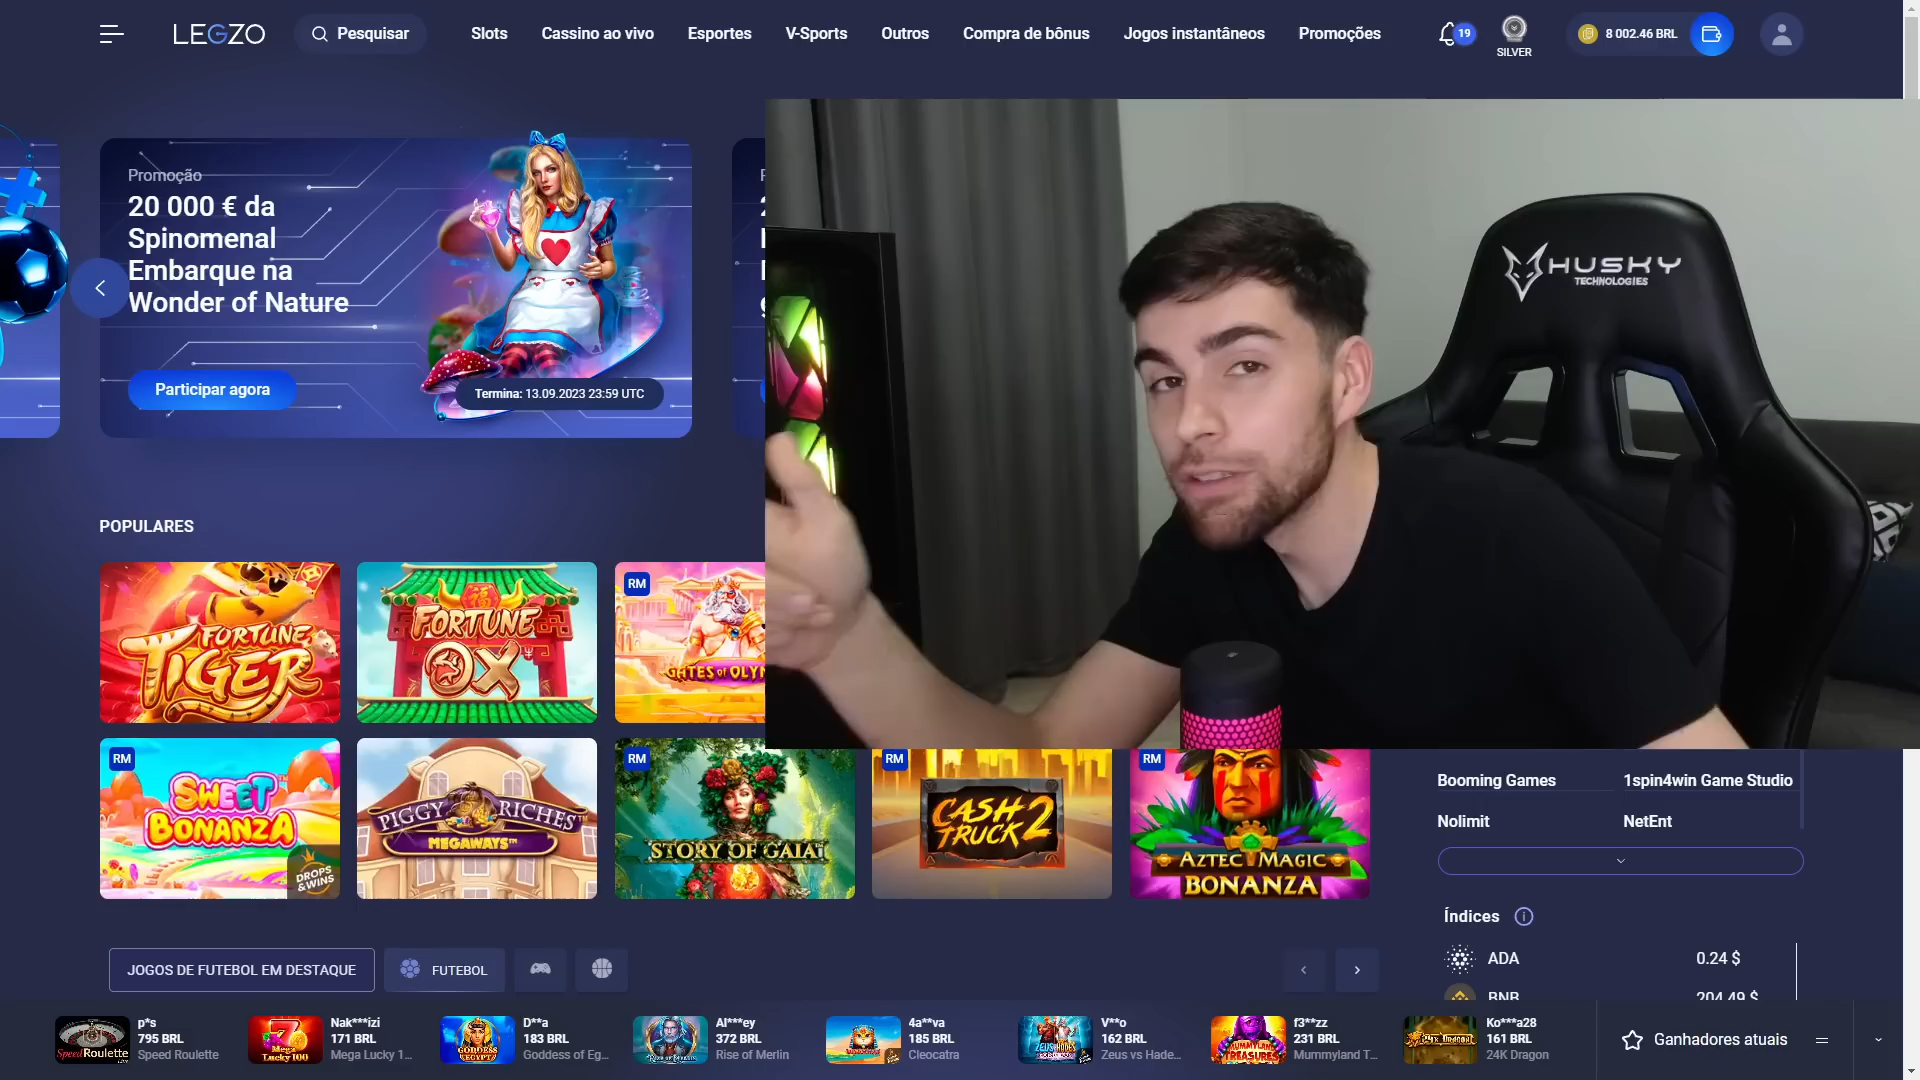 LEGZO
Pesquisar
Slots
Cassino ao vivo
Esportes
V-Sports
Outros
Compra de bônus
Jogos instantâneos
Promoções
19
SILVER
8 002.46 BRL
Promoção
20 000 € da
Spinomenal
Embarque na
Wonder of Nature
Participar agora
Termina: 13.09.2023 23:59 UTC
HUSKY
TECHNOLOGIES
POPULARES
FORTUNE
TIGER
FORTUNE
OX
RM
GATES OF
RM
SWEET
BONANZA
DROPS
&WINS
PIGGY RICHES
MEGAWAYS™
RM
STORY OF GAIA
RM
CASH
TRUCK 2
RM
AZTEC MAGIC
BONANZA
Booming Games
1spin4win Game Studio
Nolimit
NetEnt
Índices
ADA
0.24 $
BNB
204.49 $
JOGOS DE FUTEBOL EM DESTAQUE
FUTEBOL
p*s
795 BRL
Speed Roulette
Nak***izi
171 BRL
Mega Lucky 1...
D**a
183 BRL
Goddess of Eg...
Al***ey
372 BRL
Rise of Merlin
4a**va
185 BRL
Cleocatra
V**o
162 BRL
Zeus vs Hade...
f3**zz
231 BRL
Mummyland T...
Ko***a28
161 BRL
24K Dragon
Ganhadores atuais